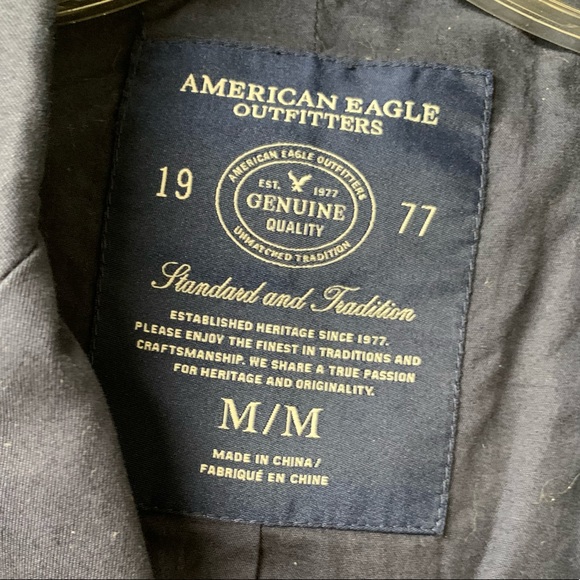 AMERICAN EAGLE
OUTFITTERS
19
AMERICAN EAGLE OUTFITTERS
EST. 1977
GENUINE
QUALITY
UNMATCHED TRADITION
77
Standard and Tradition
ESTABLISHED HERITAGE SINCE 1977.
PLEASE ENJOY THE FINEST IN TRADITIONS AND
CRAFTSMANSHIP. WE SHARE A TRUE PASSION
FOR HERITAGE AND ORIGINALITY.
M/M
MADE IN CHINA/
FABRIQUÉ EN CHINE